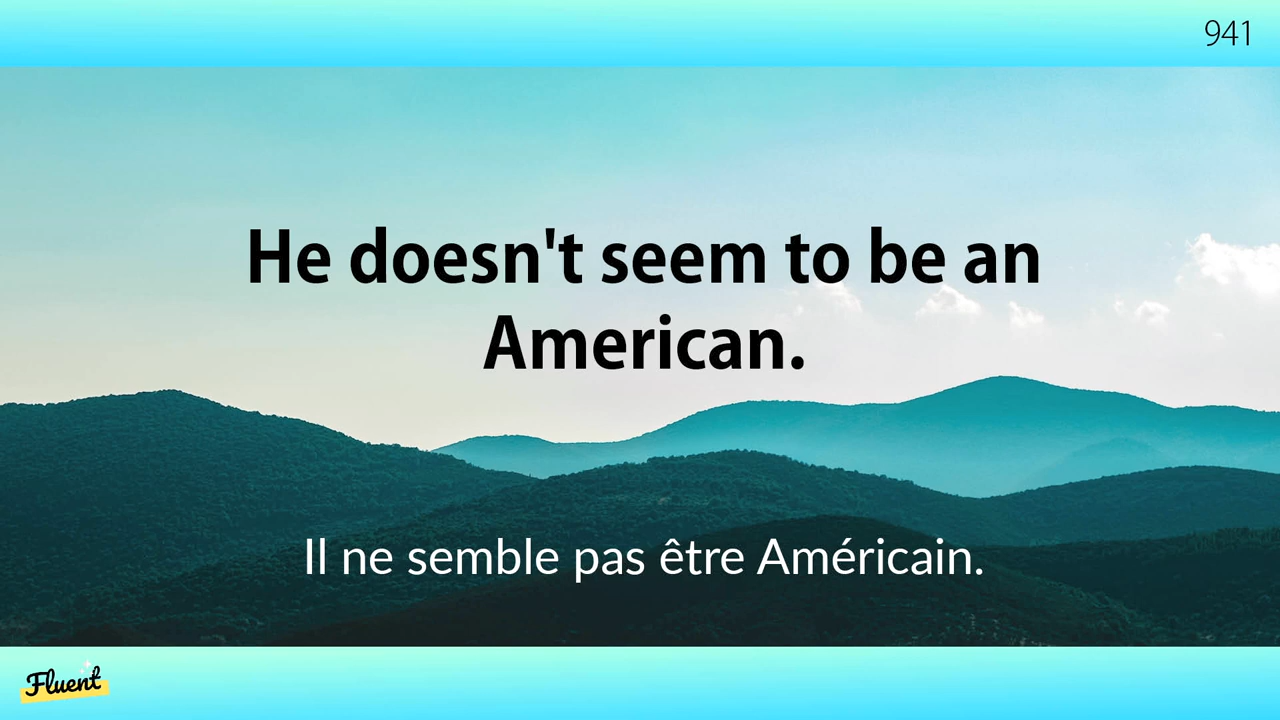 941
He doesn't seem to be an
American.
Il ne semble pas être Américain.
Fluent